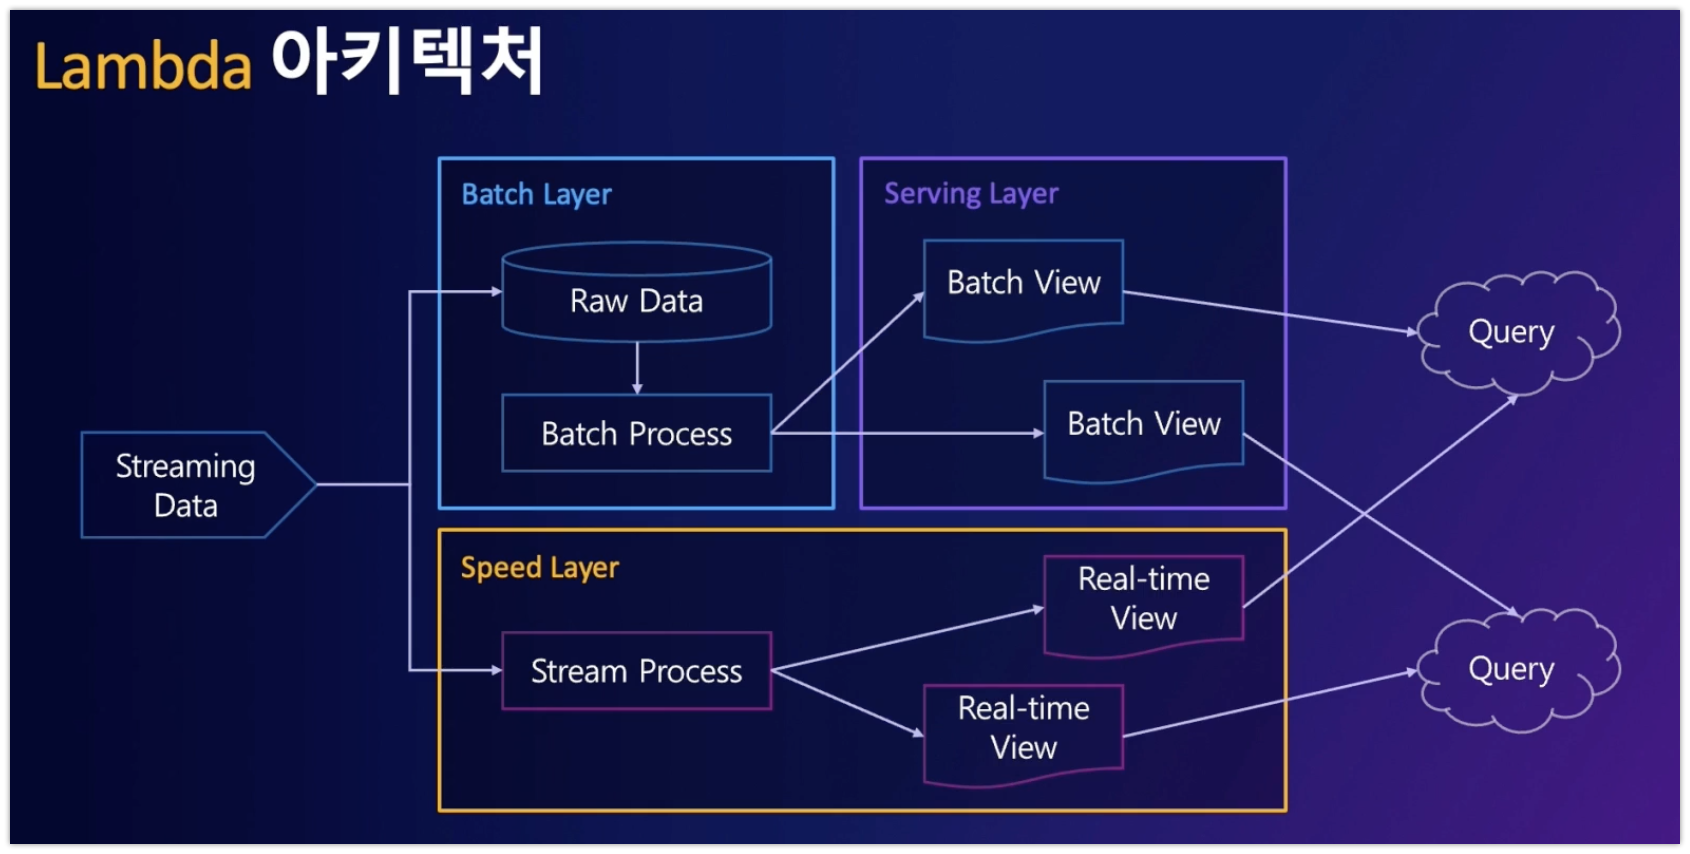 Lambda 아키텍처
Batch Layer
Raw Data
Batch Process
Serving Layer
Batch View
Batch View
Streaming
Data
Speed Layer
Stream Process
Real-time
View
Real-time
View
Query
Query